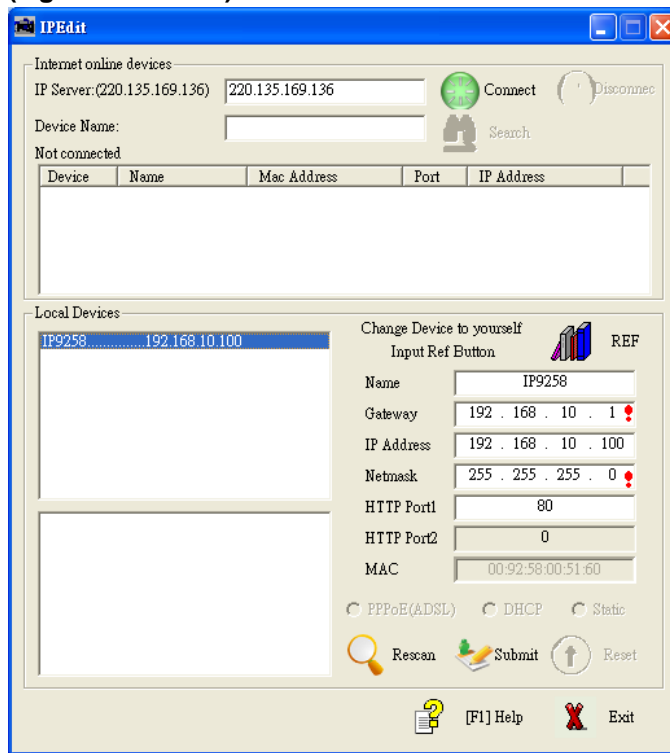 IPEdit
Internet online devices
IP Server:(220.135.169.136) 220.135.169.136 Connect Disconnec
Device Name: Search
Not connected
Device Name Mac Address Port IP Address
Local Devices
IP9258..............192.168.10.100
Change Device to yourself
Input Ref Button
REF
Name IP9258
Gateway 192 . 168 . 10 . 1
IP Address 192 . 168 . 10 . 100
Netmask 255 . 255 . 255 . 0
HTTP Port1 80
HTTP Port2 0
MAC 00:92:58:00:51:60
PPPoE(ADSL) DHCP Static
Rescan Submit Reset
[F1] Help Exit